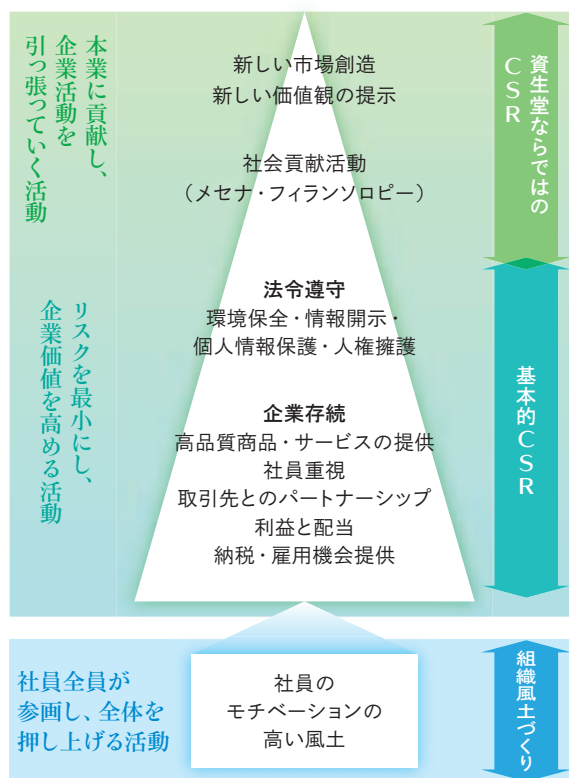 本業に貢献し、
企業活動を
引っ張っていく活動
新しい市場創造
新しい価値観の提示
社会貢献活動
（メセナ・フィランソロピー）
資生堂ならではの
CSR
リスクを最小にし、
企業価値を高める活動
法令遵守
環境保全・情報開示・
個人情報保護・人権擁護
企業存続
高品質商品・サービスの提供
社員重視
取引先とのパートナーシップ
利益と配当
納税・雇用機会提供
基本的CSR
社員全員が
参画し、全体を
押し上げる活動
社員の
モチベーションの
高い風土
組織風土づくり